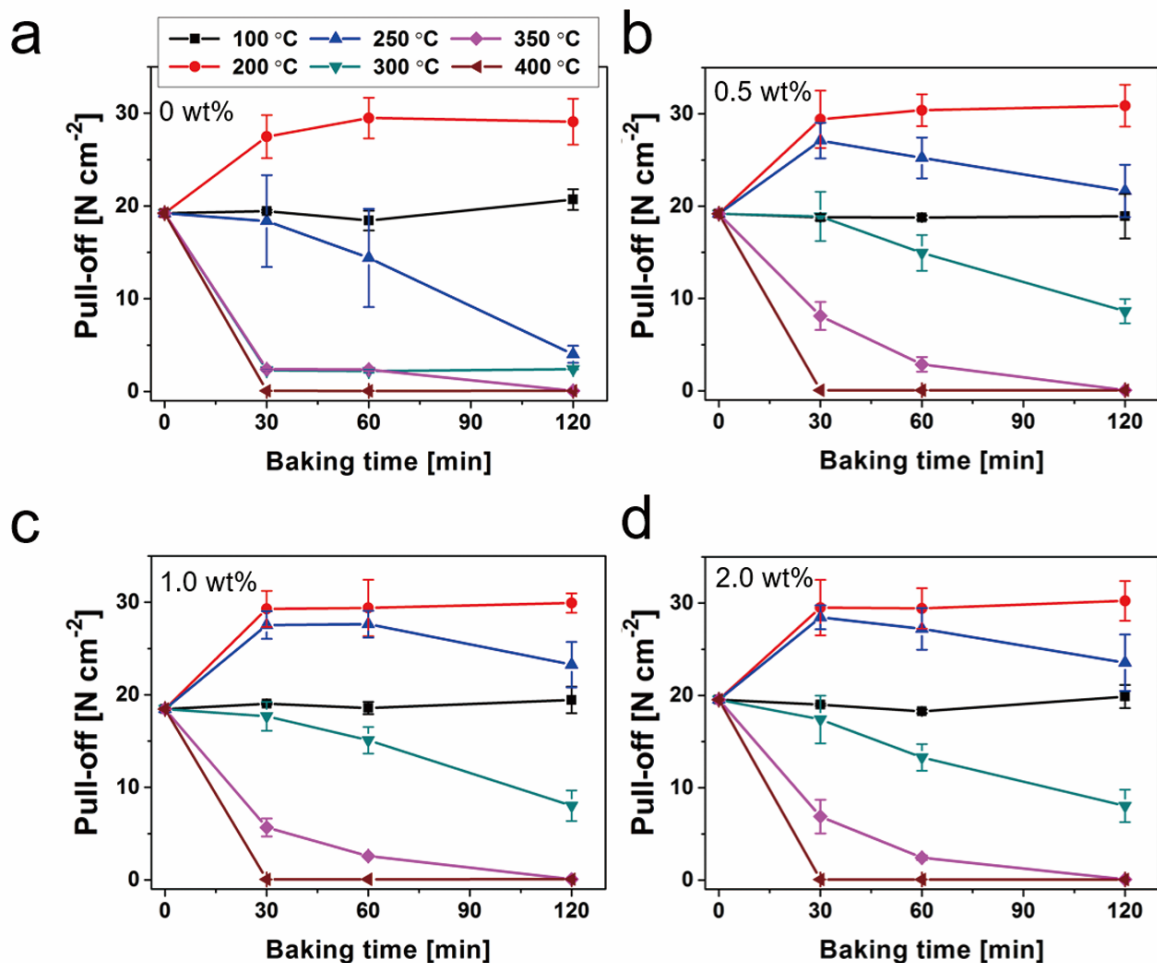 a
100 °C 250 °C 350 °C
200 °C 300 °C 400 °C
0 wt%
30
20
10
0
Pull-off [N cm-2]
0 30 60 90 120
Baking time [min]
b
0.5 wt%
30
20
10
0
Pull-off [N cm-2]
0 30 60 90 120
Baking time [min]
c
1.0 wt%
30
20
10
0
Pull-off [N cm-2]
0 30 60 90 120
Baking time [min]
d
2.0 wt%
30
20
10
0
Pull-off [N cm-2]
0 30 60 90 120
Baking time [min]